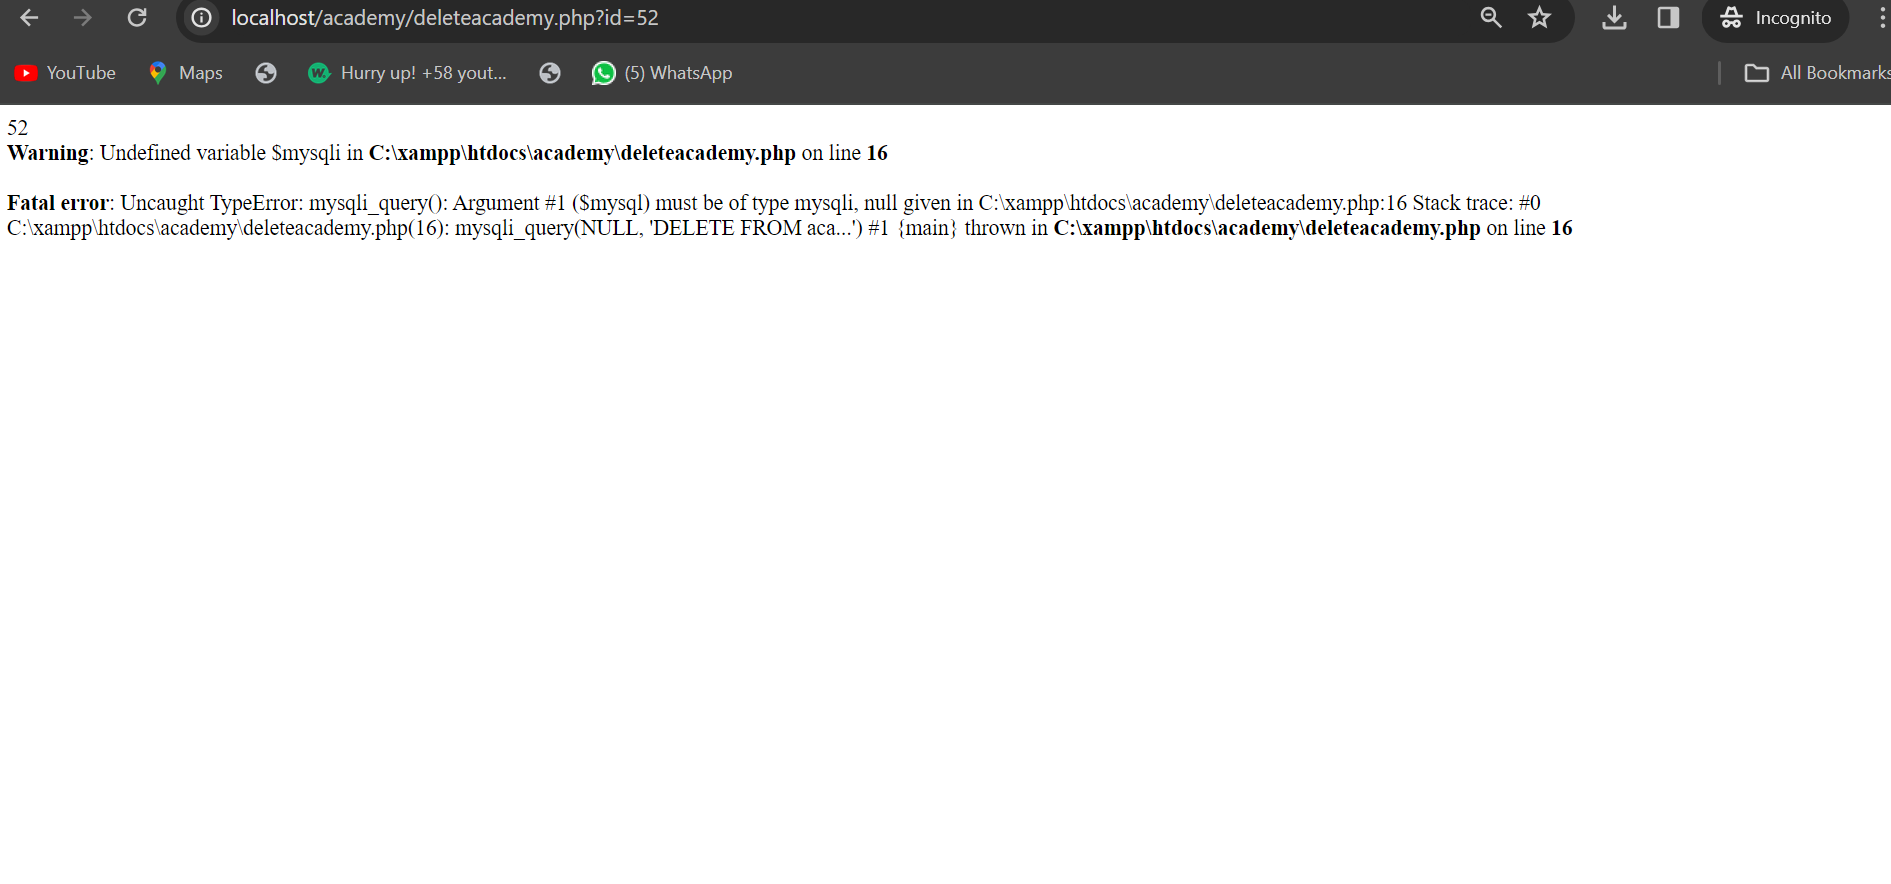 localhost/academy/deleteacademy.php?id=52
Incognito
YouTube
Maps
Hurry up! +58 yout...
(5) WhatsApp
All Bookmarks
52
Warning: Undefined variable $mysqli in C:\xampp\htdocs\academy\deleteacademy.php on line 16
Fatal error: Uncaught TypeError: mysqli_query(): Argument #1 ($mysql) must be of type mysqli, null given in C:\xampp\htdocs\academy\deleteacademy.php:16 Stack trace: #0
C:\xampp\htdocs\academy\deleteacademy.php(16): mysqli_query(NULL, 'DELETE FROM aca...') #1 {main} thrown in C:\xampp\htdocs\academy\deleteacademy.php on line 16